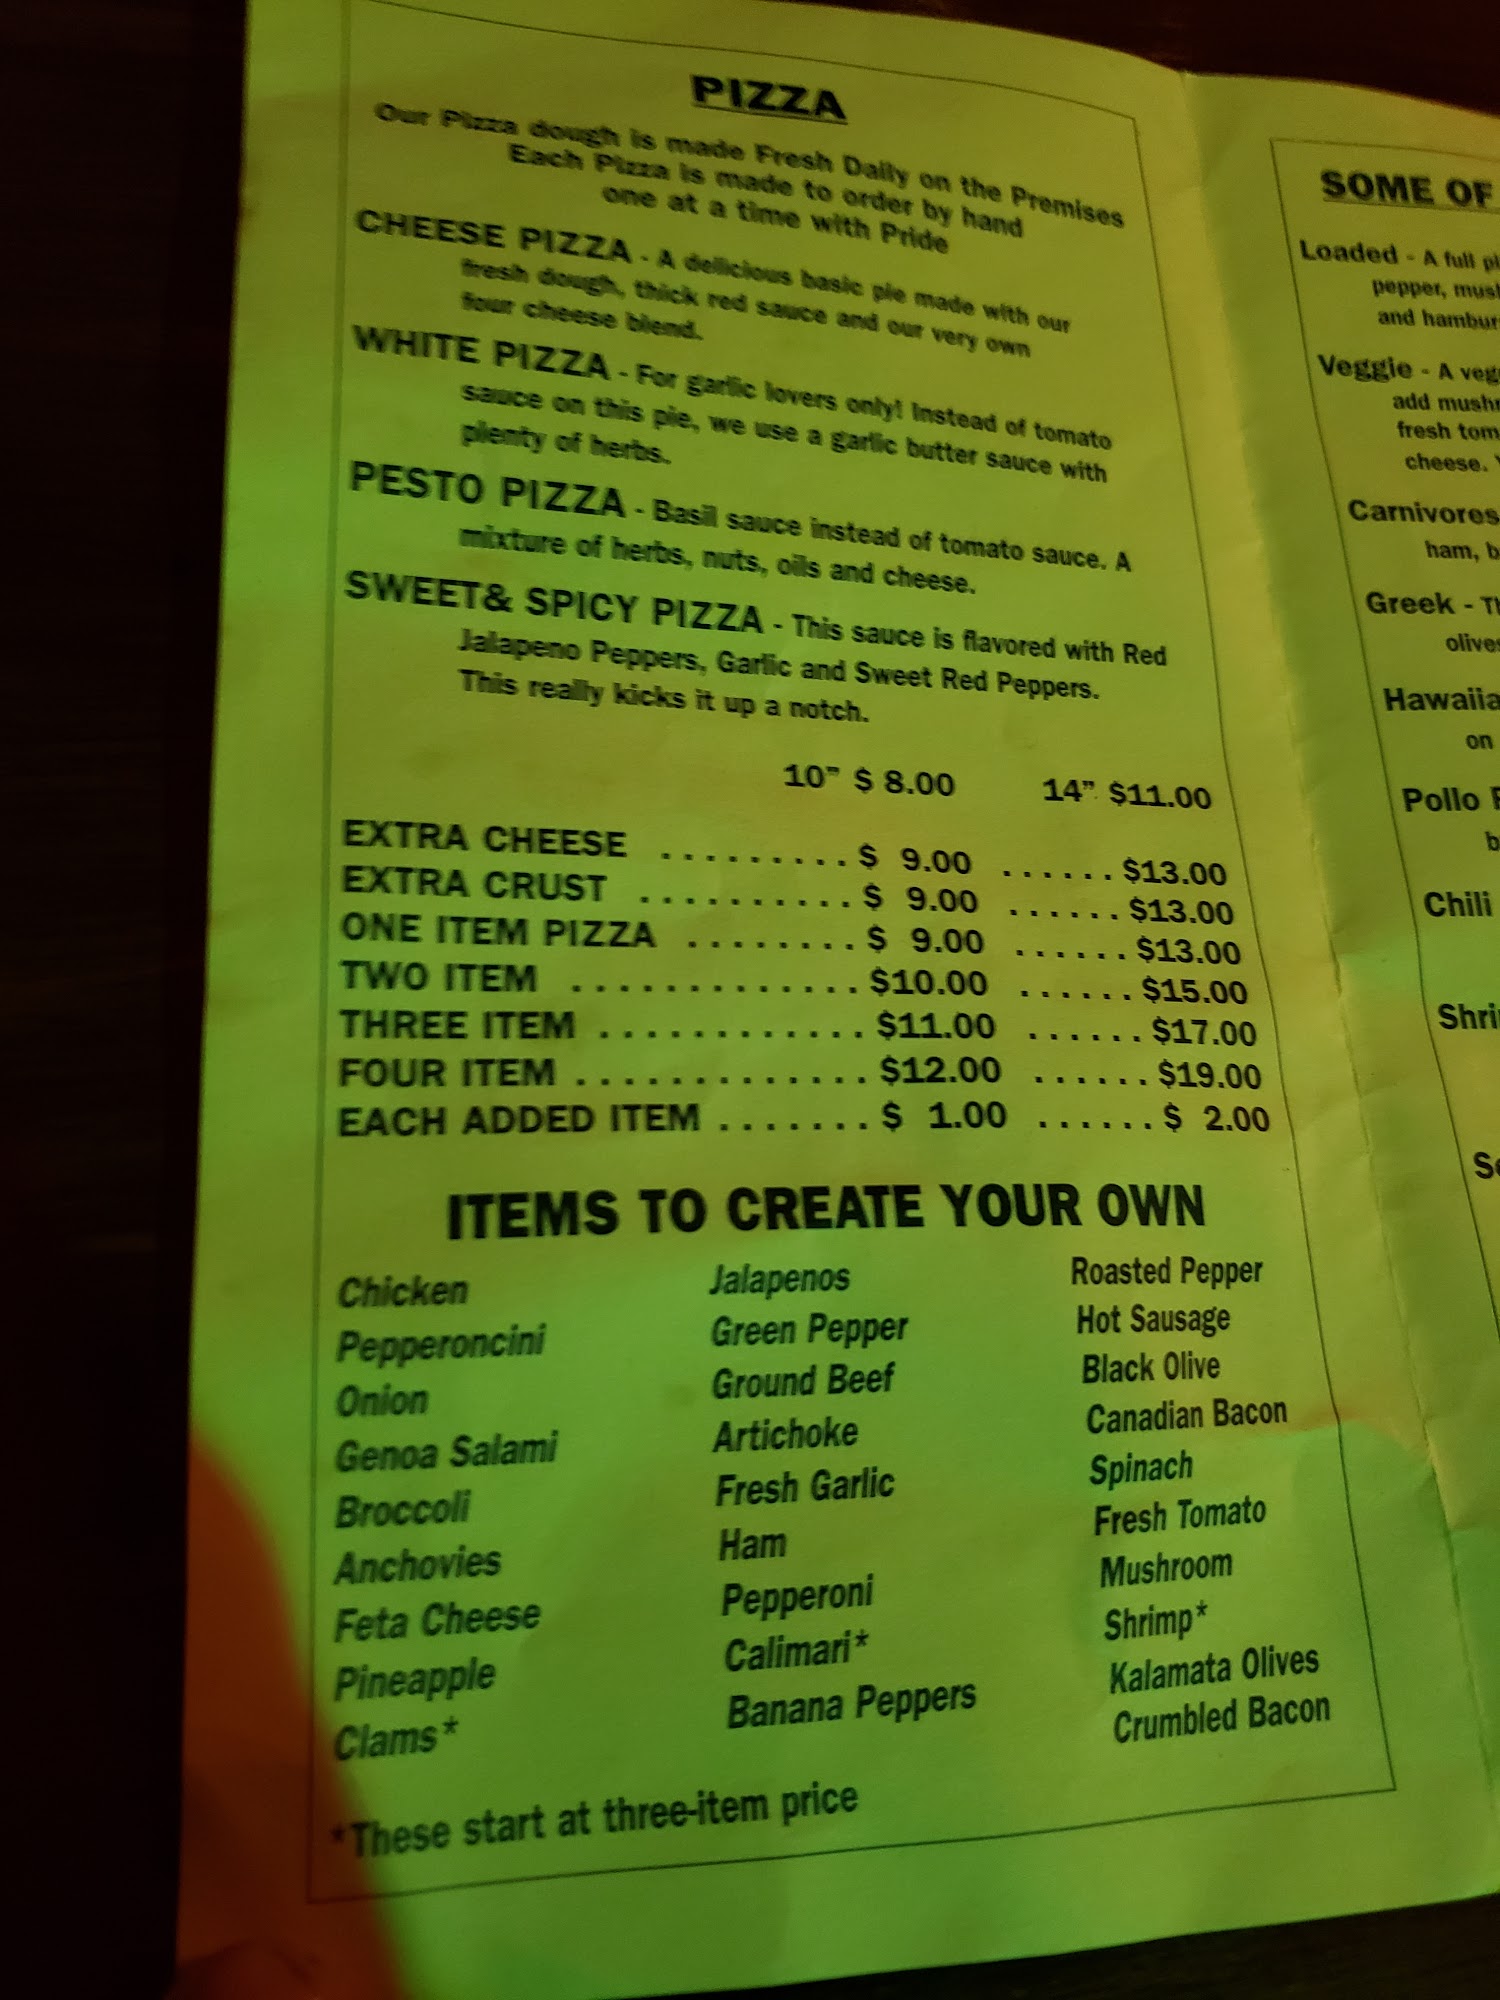 PIZZA
Our Pizza dough is made Fresh Daily on the Premises
Each Pizza is made to order by hand
one at a time with Pride
CHEESE PIZZA - A delicious basic pie made with our
fresh dough, thick red sauce and our very own
four cheese blend.
WHITE PIZZA - For garlic lovers only! Instead of tomato
sauce on this pie, we use a garlic butter sauce with
plenty of herbs.
PESTO PIZZA - Basil sauce instead of tomato sauce. A
mixture of herbs, nuts, oils and cheese.
SWEET& SPICY PIZZA - This sauce is flavored with Red
Jalapeno Peppers, Garlic and Sweet Red Peppers.
This really kicks it up a notch.
10" $ 8.00 14" $11.00
EXTRA CHEESE ......... $ 9.00 ...... $13.00
EXTRA CRUST .......... $ 9.00 ...... $13.00
ONE ITEM PIZZA ........ $ 9.00 ...... $13.00
TWO ITEM ............. $10.00 ...... $15.00
THREE ITEM ............ $11.00 ...... $17.00
FOUR ITEM ............. $12.00 ...... $19.00
EACH ADDED ITEM ....... $ 1.00 ...... $ 2.00
ITEMS TO CREATE YOUR OWN
Chicken
Pepperoncini
Onion
Genoa Salami
Broccoli
Anchovies
Feta Cheese
Pineapple
Clams*
Jalapenos
Green Pepper
Ground Beef
Artichoke
Fresh Garlic
Ham
Pepperoni
Calimari*
Banana Peppers
Roasted Pepper
Hot Sausage
Black Olive
Canadian Bacon
Spinach
Fresh Tomato
Mushroom
Shrimp*
Kalamata Olives
Crumbled Bacon
*These start at three-item price
SOME OF
Loaded - A full
pepper,
and
Veggie - A
add
fresh
cheese.
Carnivores
ham,
Greek -
on
Pollo
Chili